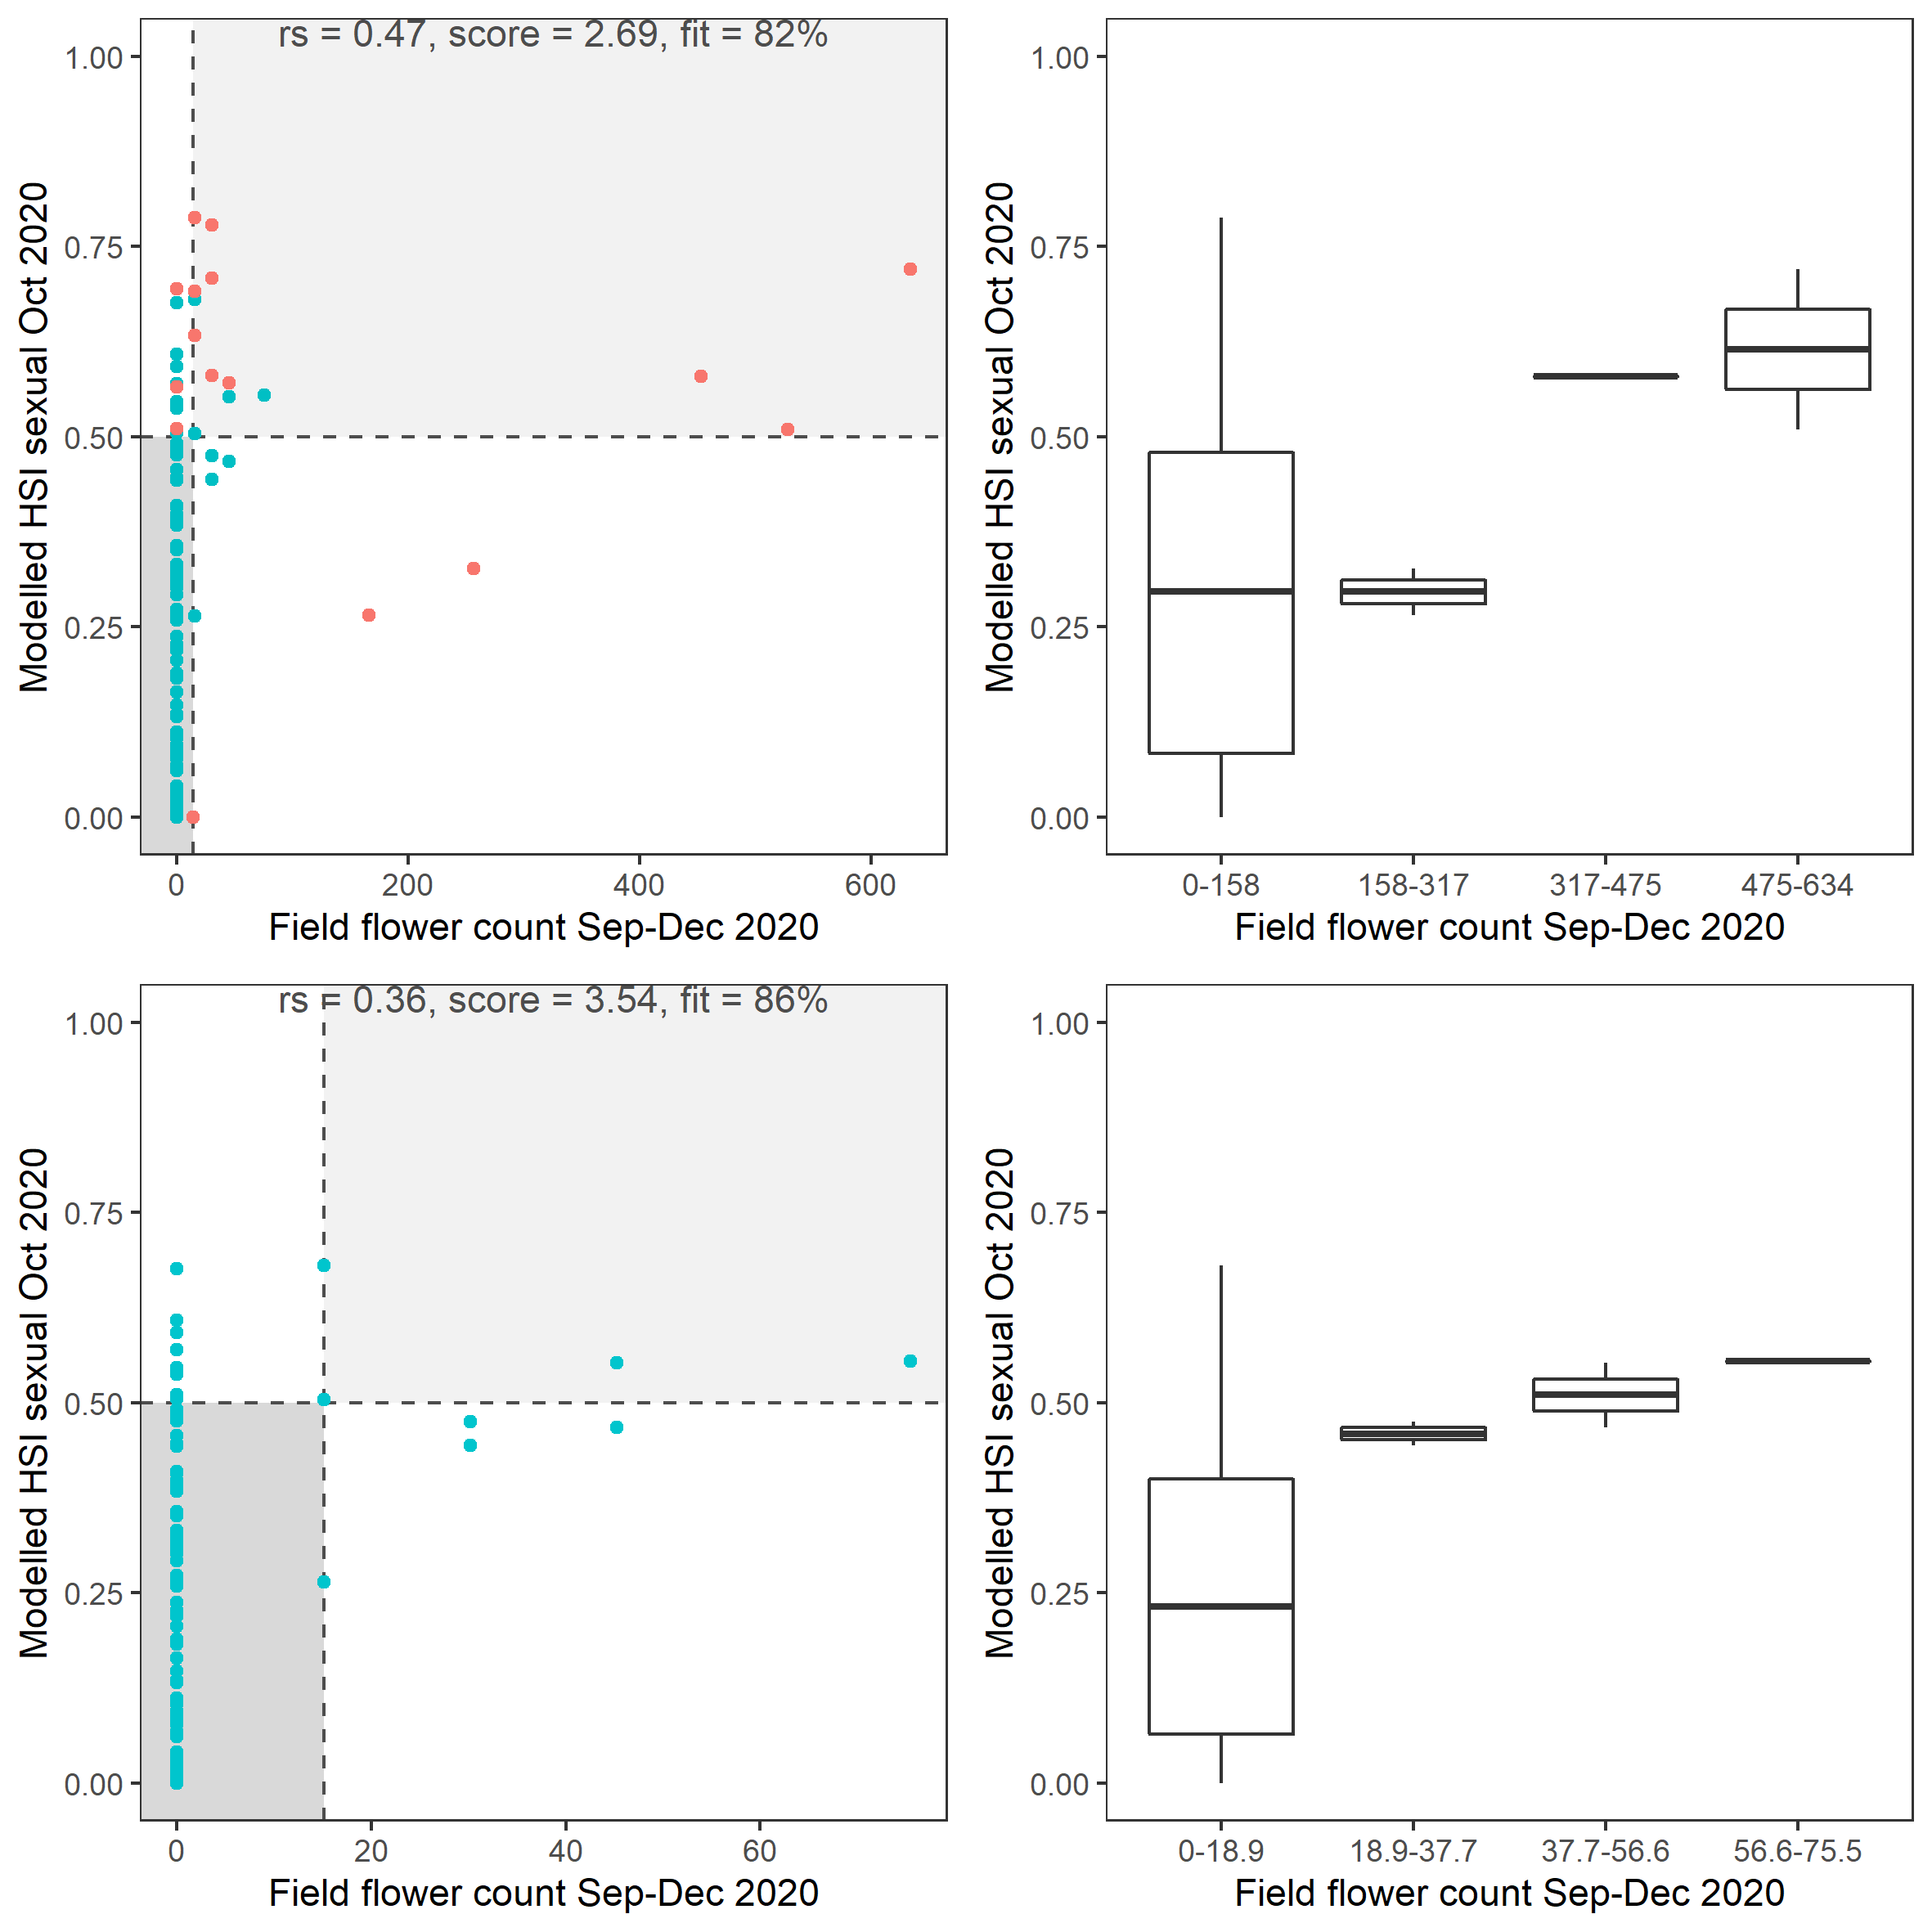 rs = 0.47, score = 2.69, fit = 82%
1.00
0.75
0.50
0.25
0.00
Modelled HSI sexual Oct 2020
0 200 400 600
Field flower count Sep-Dec 2020
1.00
0.75
0.50
0.25
0.00
Modelled HSI sexual Oct 2020
0-158 158-317 317-475 475-634
Field flower count Sep-Dec 2020
rs = 0.36, score = 3.54, fit = 86%
1.00
0.75
0.50
0.25
0.00
Modelled HSI sexual Oct 2020
0 20 40 60
Field flower count Sep-Dec 2020
1.00
0.75
0.50
0.25
0.00
Modelled HSI sexual Oct 2020
0-18.9 18.9-37.7 37.7-56.6 56.6-75.5
Field flower count Sep-Dec 2020